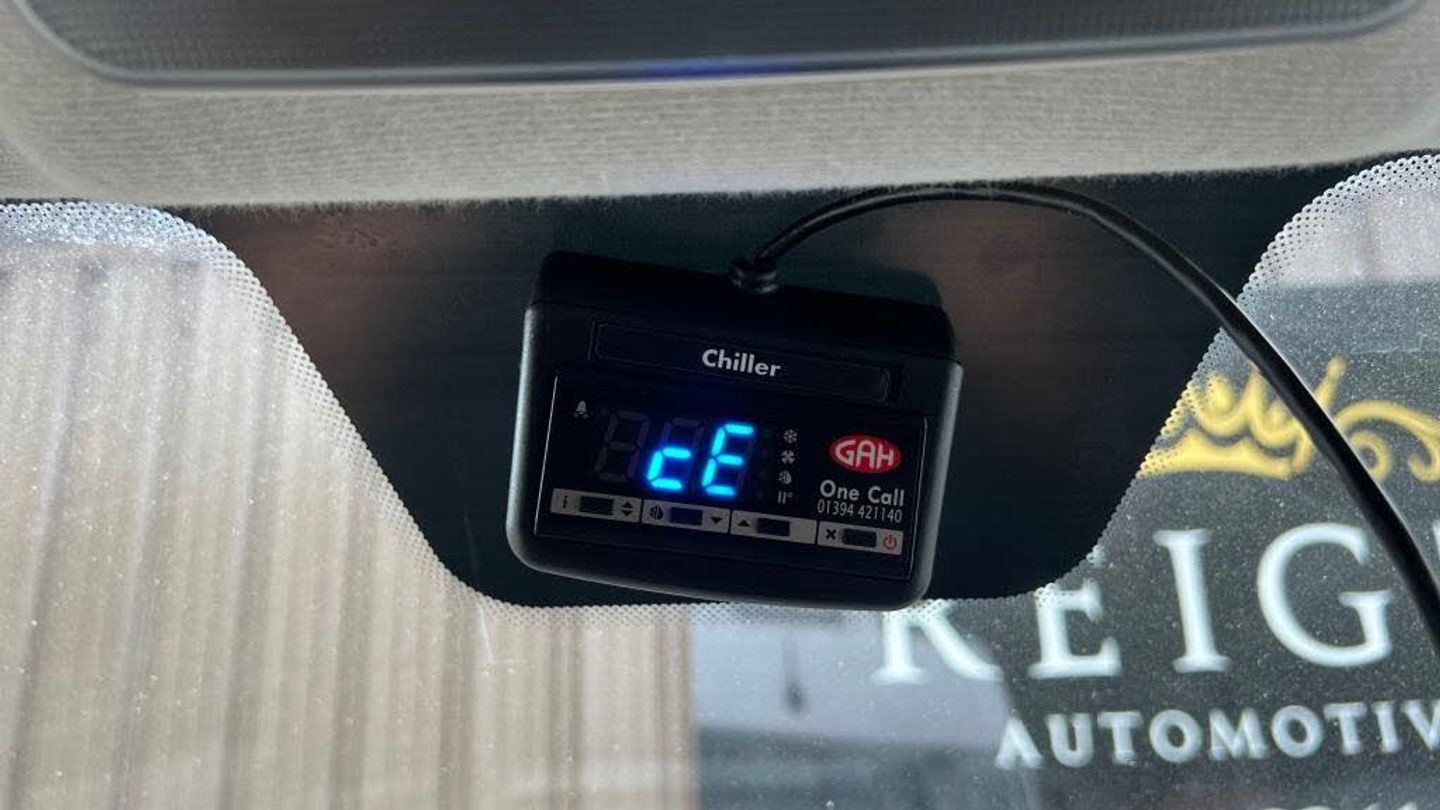 Chiller
cE
GAH
One Call
01394 421140
REIG
AUTOMOTIV